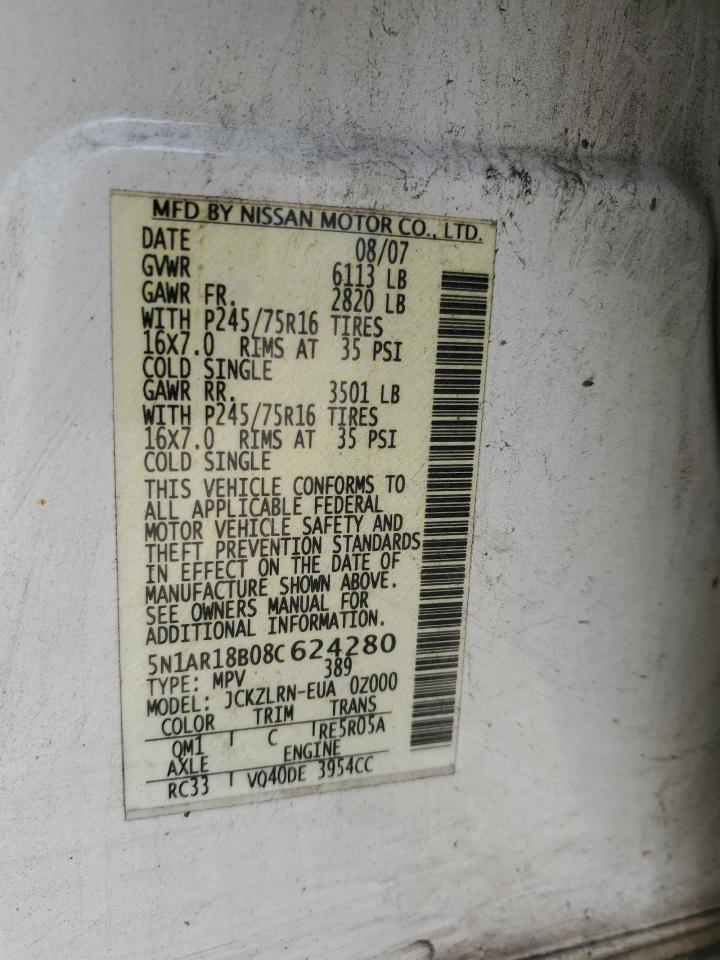 MFD BY NISSAN MOTOR CO., LTD.
DATE 08/07
GVWR 6113 LB
GAWR FR. 2820 LB
WITH P245/75R16 TIRES
16X7.0 RIMS AT 35 PSI
COLD SINGLE
GAWR RR. 3501 LB
WITH P245/75R16 TIRES
16X7.0 RIMS AT 35 PSI
COLD SINGLE
THIS VEHICLE CONFORMS TO
ALL APPLICABLE FEDERAL
MOTOR VEHICLE SAFETY AND
THEFT PREVENTION STANDARDS
IN EFFECT ON THE DATE OF
MANUFACTURE SHOWN ABOVE.
SEE OWNERS MANUAL FOR
ADDITIONAL INFORMATION.
5N1AR18B08C 624280
TYPE: MPV 389
MODEL: JCKZLRN-EUA 0Z000
COLOR TRIM TRANS
QM1 C RE5R05A
AXLE ENGINE
RC33 VQ40DE 3954CC